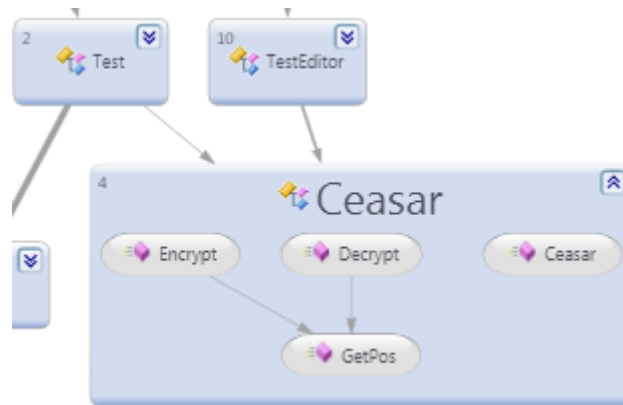 2
Test
10
TestEditor
4
Ceasar
Encrypt
Decrypt
Ceasar
GetPos